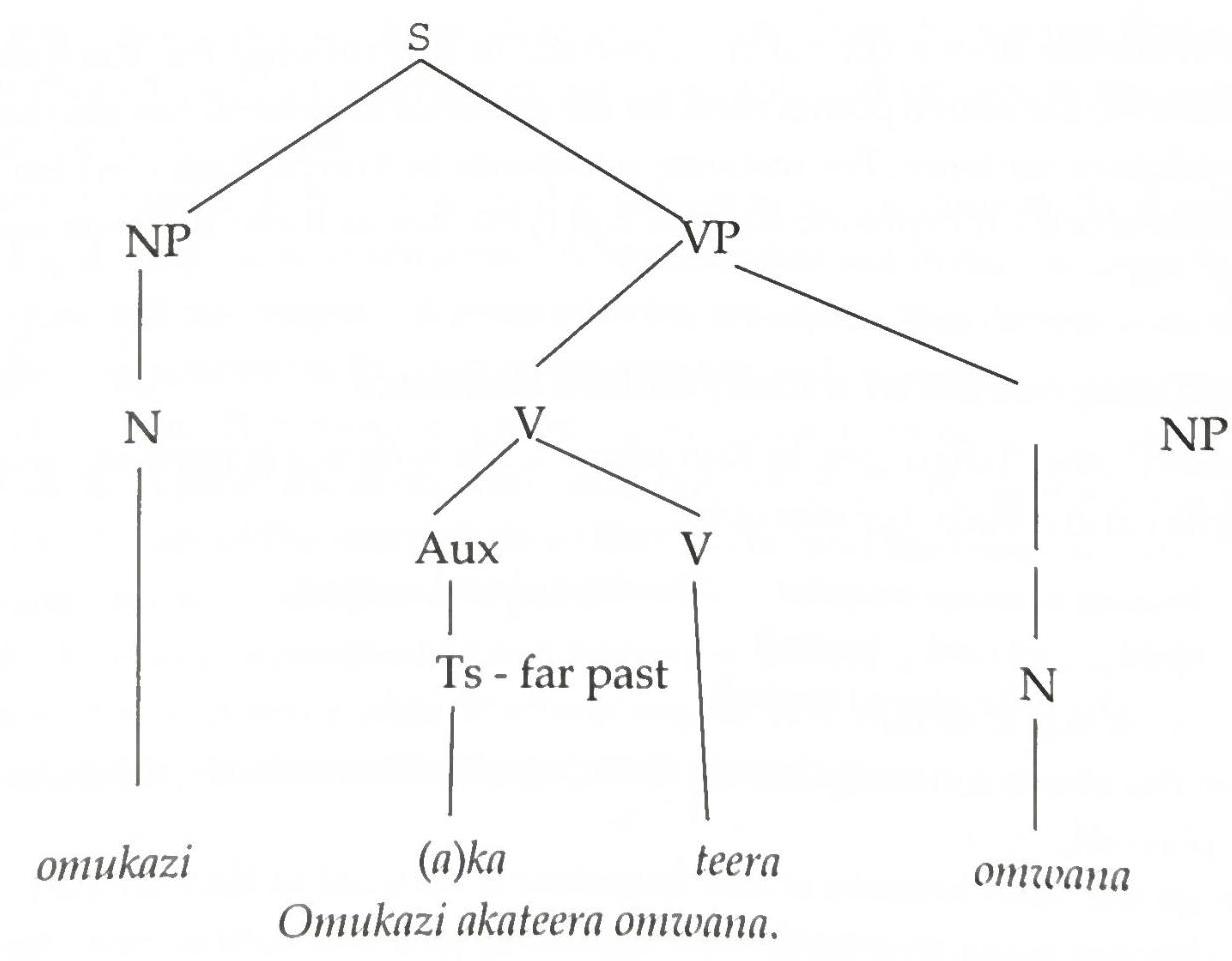 S
NP VP
N V NP
Aux V
Ts - far past N
omukazi (a)ka teera omwana
Omukazi akateera omwana.